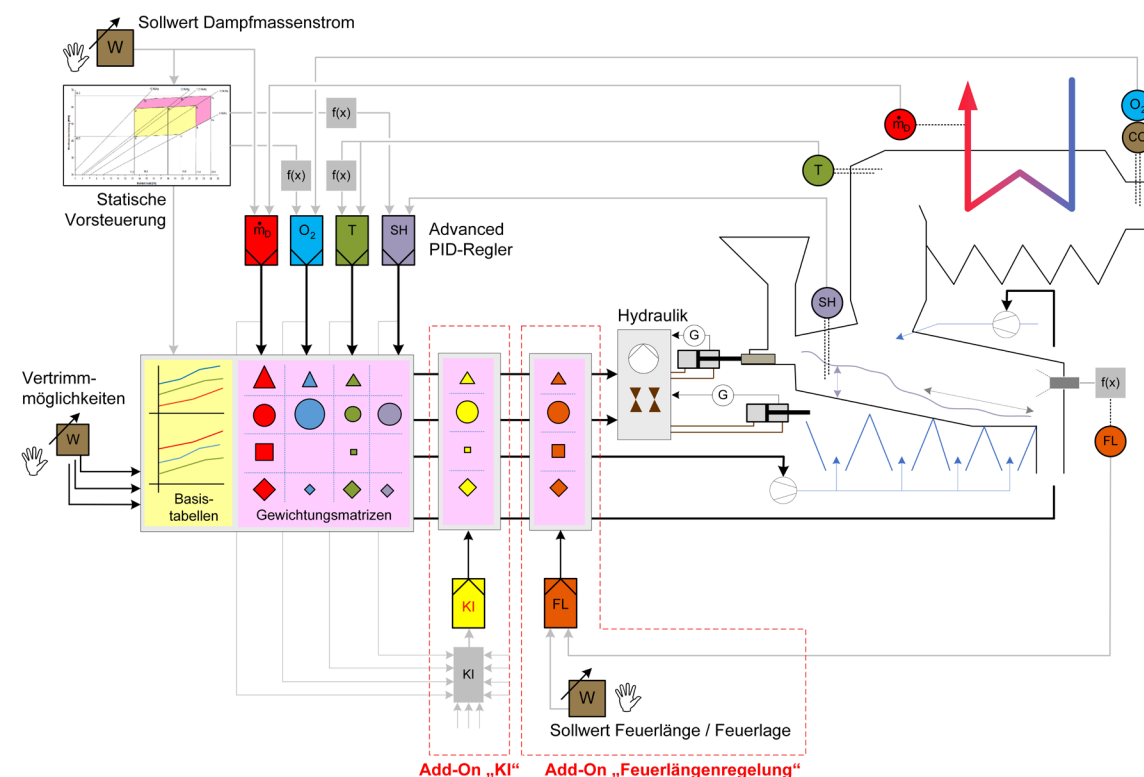 Sollwert Dampfmassenstrom
W
O2
ṁD
CO
f(x)
T
Statische
Vorsteuerung
f(x)
f(x)
ṁD
O2
T
SH
Advanced
PID-Regler
SH
Hydraulik
G
Vertrimm-
möglichkeiten
W
f(x)
G
FL
Basis-
tabellen
Gewichtungsmatrizen
KI
FL
KI
W
Sollwert Feuerlänge / Feuerlage
Add-On „KI“
Add-On „Feuerlängenregelung“